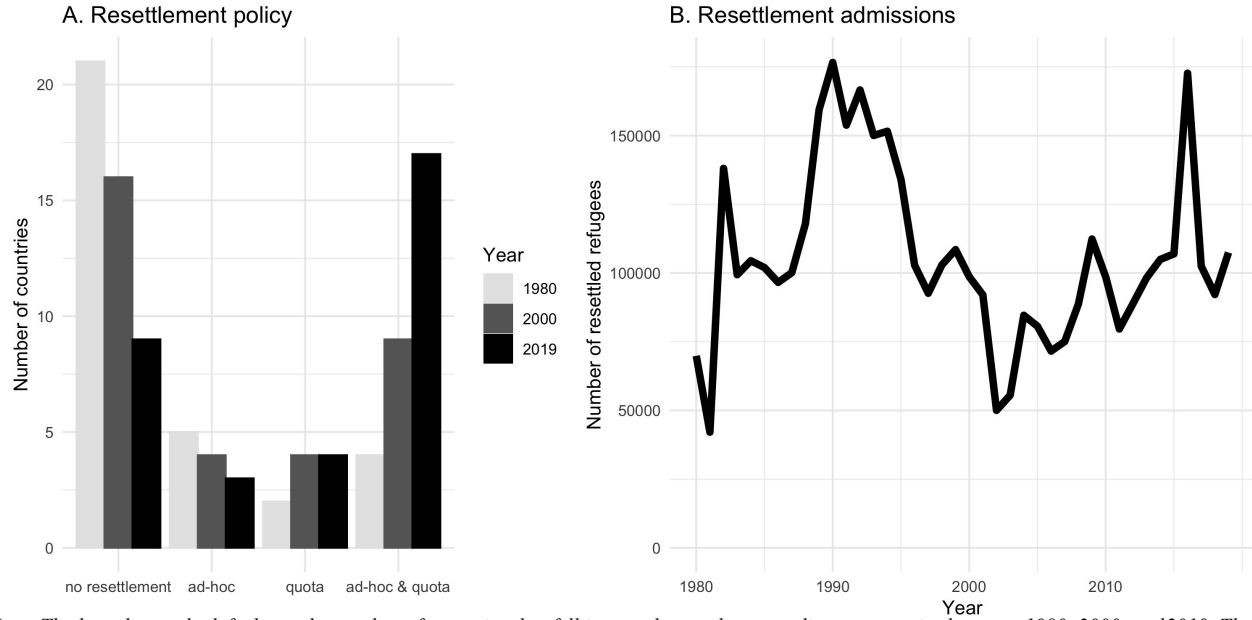 A. Resettlement policy
Number of countries
20
15
10
5
0
no resettlement
ad-hoc
quota
ad-hoc & quota
Year
1980
2000
2019
B. Resettlement admissions
Number of resettled refugees
150000
100000
50000
0
1980
1990
2000
2010
Year